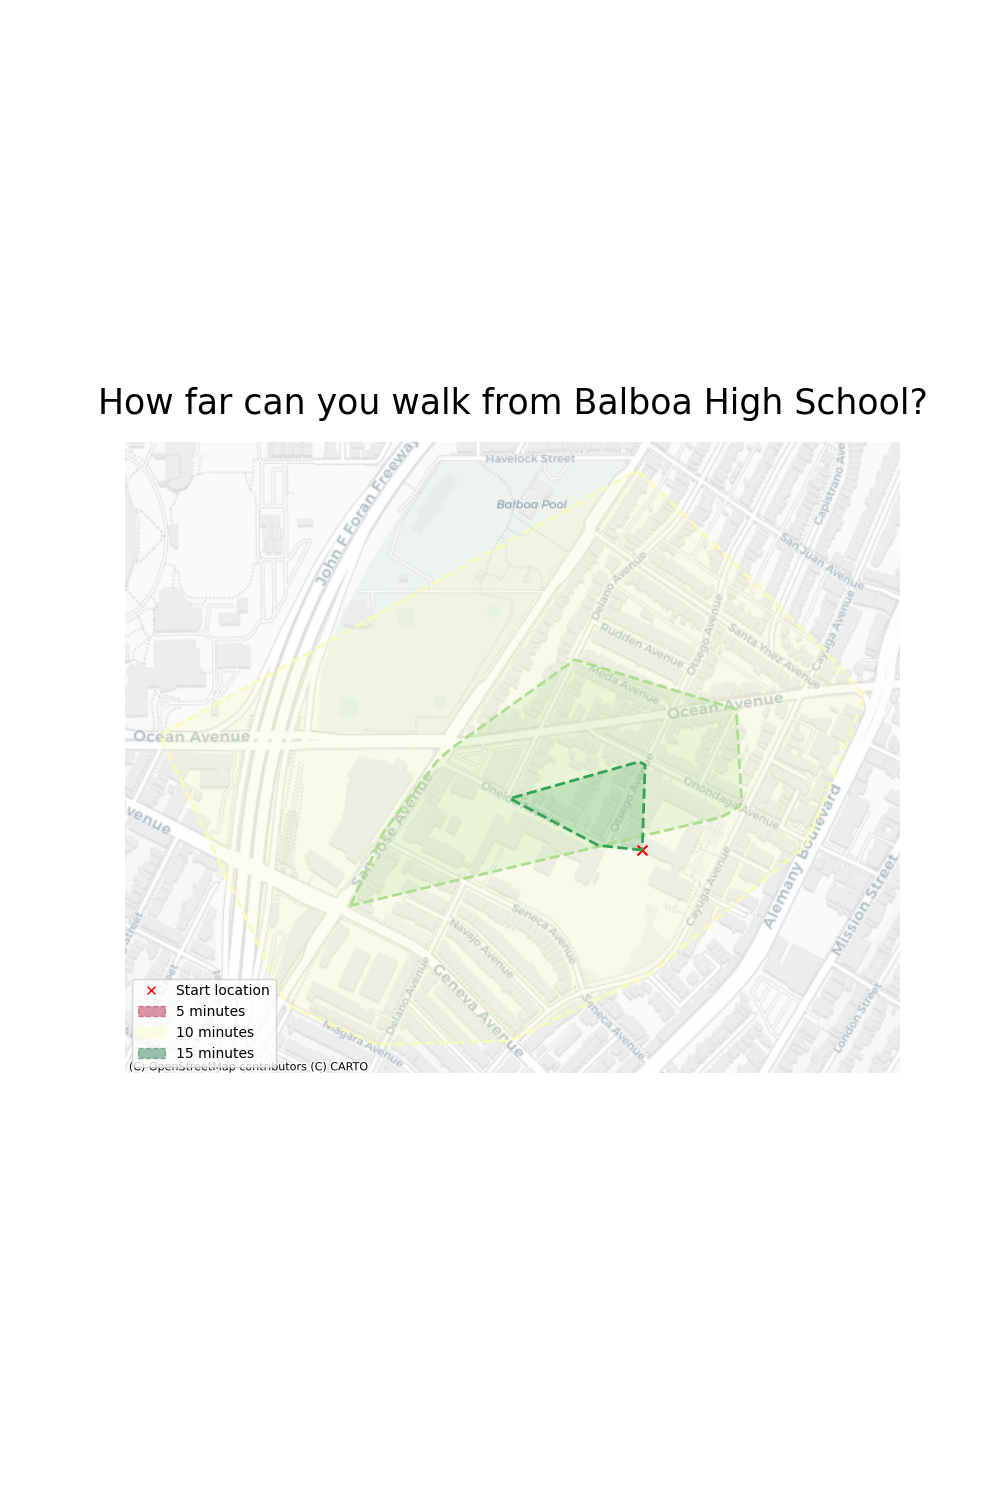 How far can you walk from Balboa High School?
Havelock Street
John F Foran Freeway
Balboa Pool
Capistrano Ave
San Juan Avenue
Delano Avenue
Otsego Avenue
Rudden Avenue
Santa Ynez Avenue
Cayuga Avenue
Meda Avenue
Ocean Avenue
Ocean Avenue
Otsego Avenue
Onondaga Avenue
San Jose Avenue
Alemany Boulevard
venue
Cayuga Avenue
Mission Street
Seneca Avenue
Navajo Avenue
Geneva Avenue
Delano Avenue
Seneca Avenue
London Street
Niagara Avenue
Start location
5 minutes
10 minutes
15 minutes
(C) OpenStreetMap contributors (C) CARTO